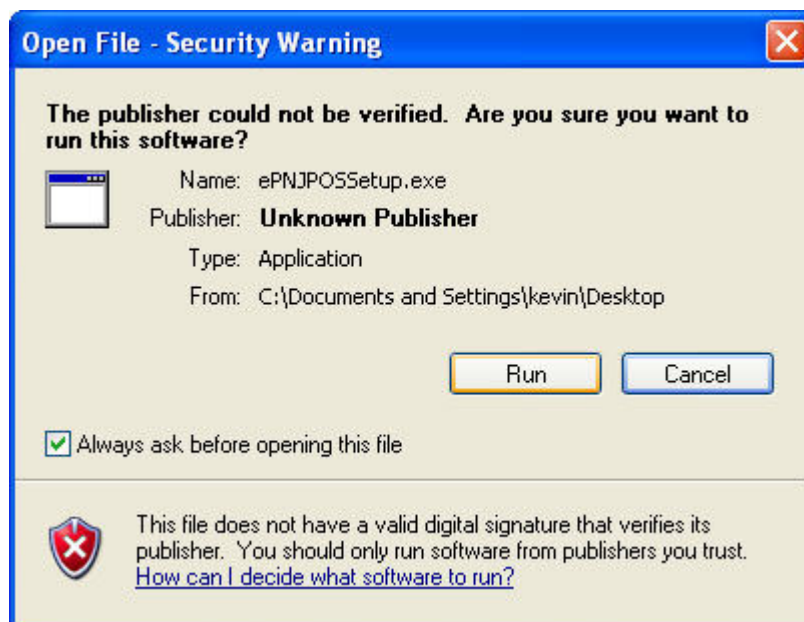 Open File - Security Warning
The publisher could not be verified.  Are you sure you want to
run this software?
Name: ePNJPOSSetup.exe
Publisher: Unknown Publisher
Type: Application
From: C:\Documents and Settings\kevin\Desktop
Run Cancel
Always ask before opening this file
This file does not have a valid digital signature that verifies its
publisher.  You should only run software from publishers you trust.
How can I decide what software to run?